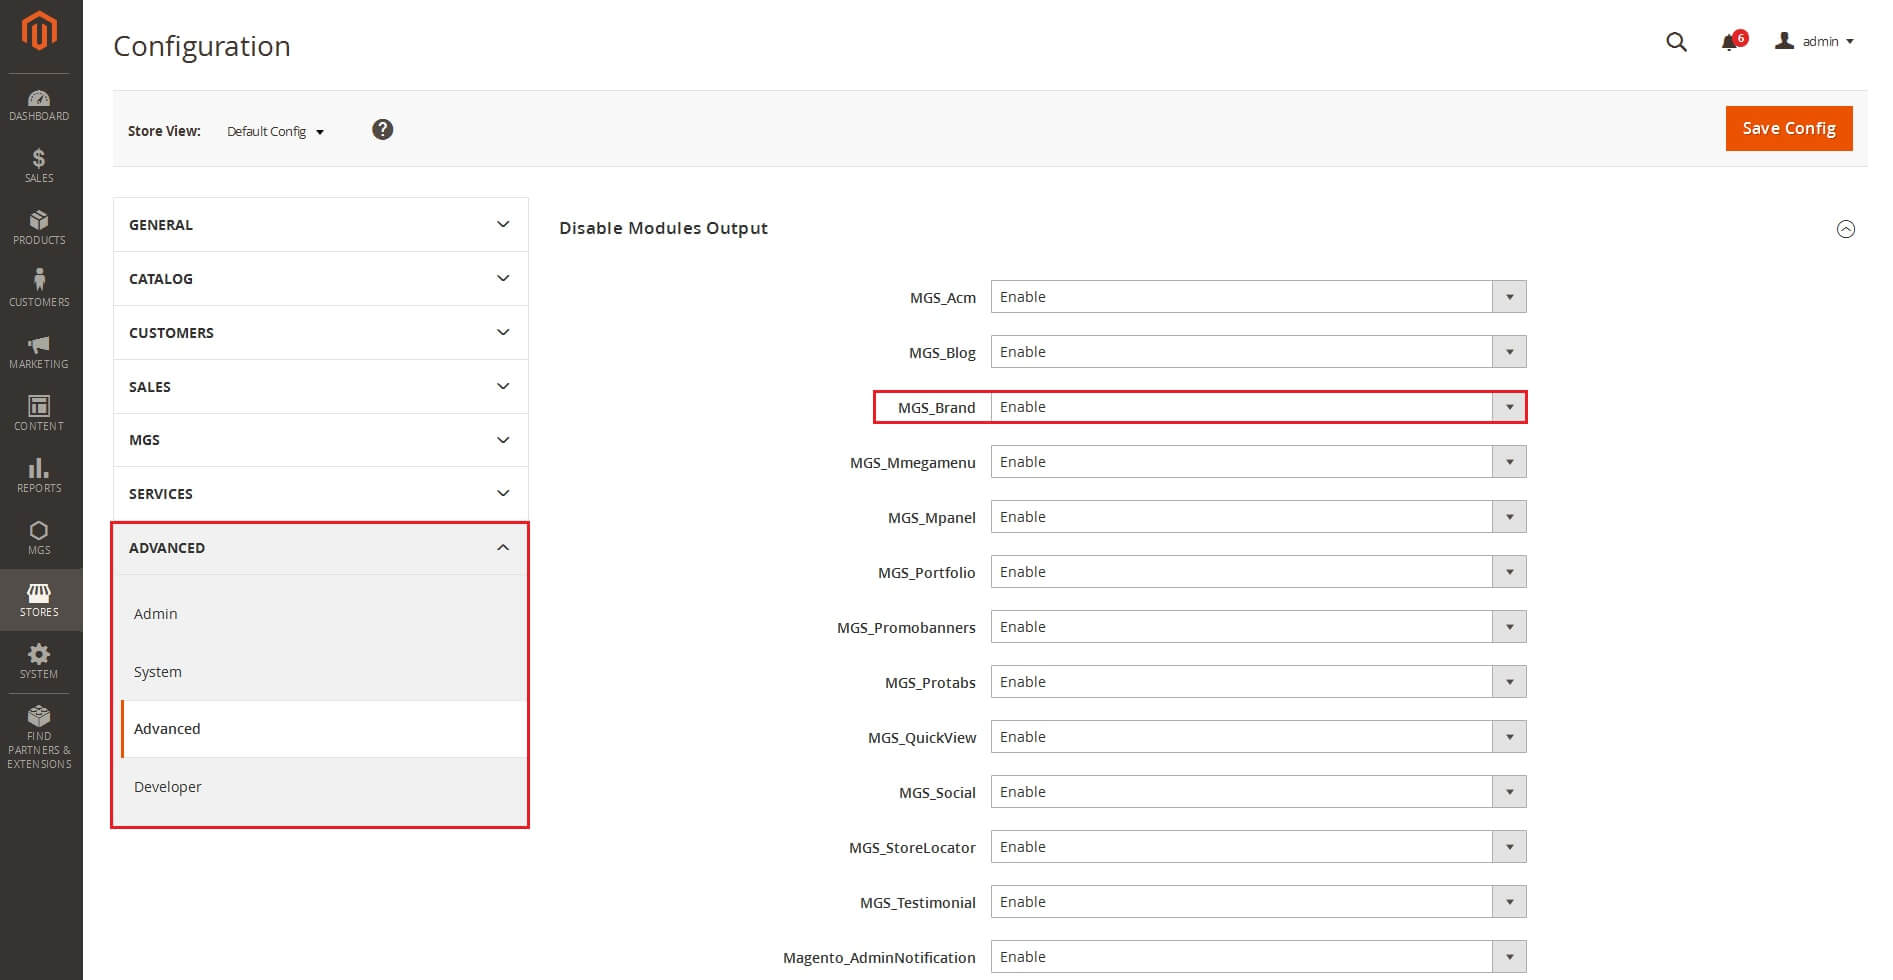 Configuration
6
admin
Store View:
Default Config
?
Save Config
DASHBOARD
SALES
PRODUCTS
CUSTOMERS
MARKETING
CONTENT
REPORTS
MGS
STORES
SYSTEM
FIND
PARTNERS &
EXTENSIONS
GENERAL
CATALOG
CUSTOMERS
SALES
MGS
SERVICES
ADVANCED
Admin
System
Advanced
Developer
Disable Modules Output
MGS_Acm Enable
MGS_Blog Enable
MGS_Brand Enable
MGS_Mmegamenu Enable
MGS_Mpanel Enable
MGS_Portfolio Enable
MGS_Promobanners Enable
MGS_Protabs Enable
MGS_QuickView Enable
MGS_Social Enable
MGS_StoreLocator Enable
MGS_Testimonial Enable
Magento_AdminNotification Enable